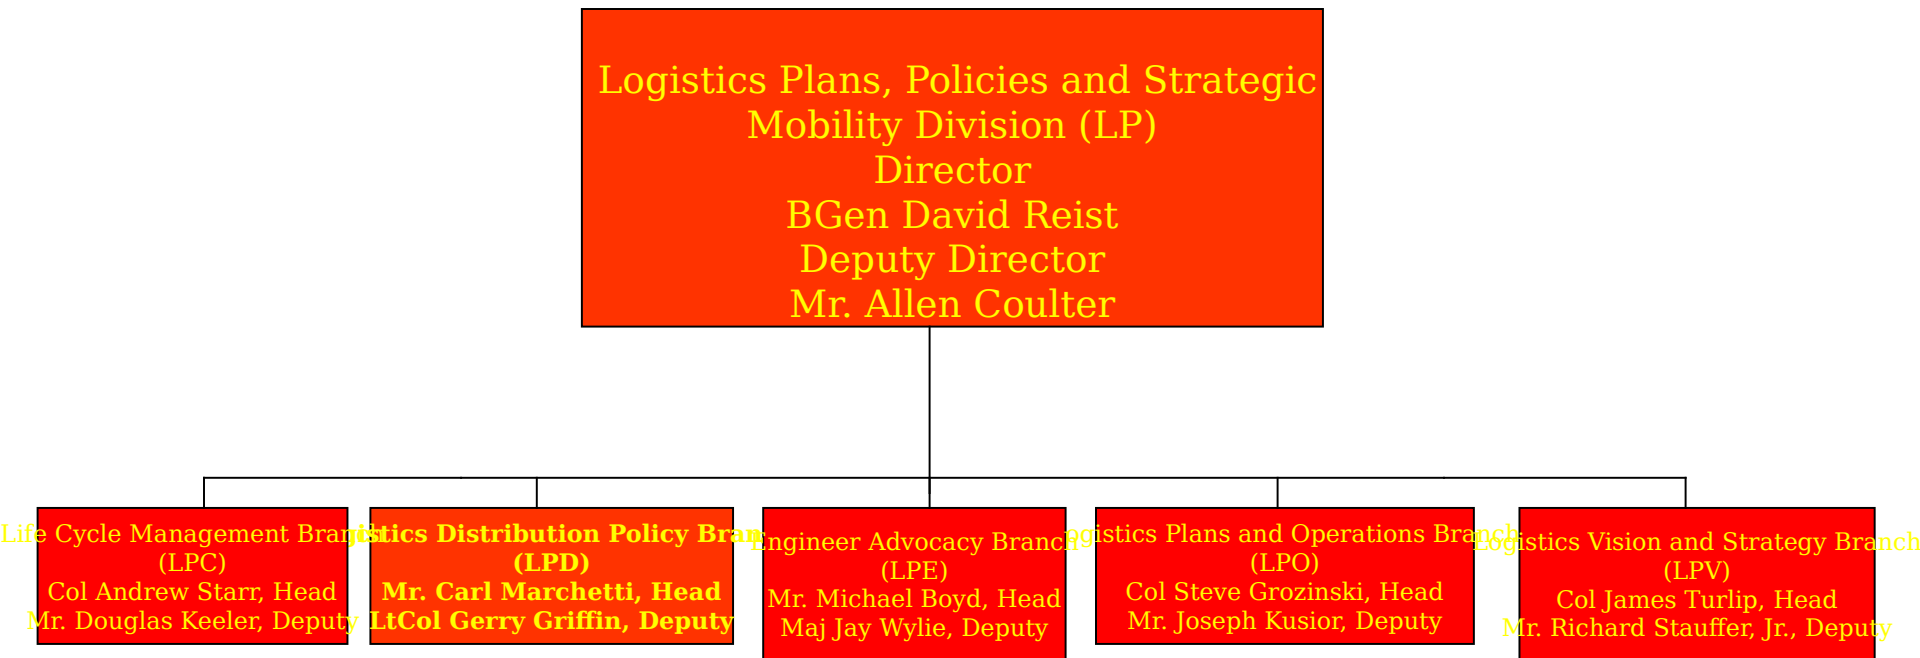 Logistics Plans, Policies and Strategic
Mobility Division (LP)
Director
BGen David Reist
Deputy Director
Mr. Allen Coulter
Life Cycle Management Branch
(LPC)
Col Andrew Starr, Head
Mr. Douglas Keeler, Deputy
Distribution Policy
(LPD)
Mr. Carl Marchetti, Head
LtCol Gerry Griffin, Deputy
Engineer Advocacy Branch
(LPE)
Mr. Michael Boyd, Head
Maj Jay Wylie, Deputy
Logistics Plans and Operations Branch
(LPO)
Col Steve Grozinski, Head
Mr. Joseph Kusior, Deputy
Logistics Vision and Strategy Branch
(LPV)
Col James Turlip, Head
Mr. Richard Stauffer, Jr., Deputy